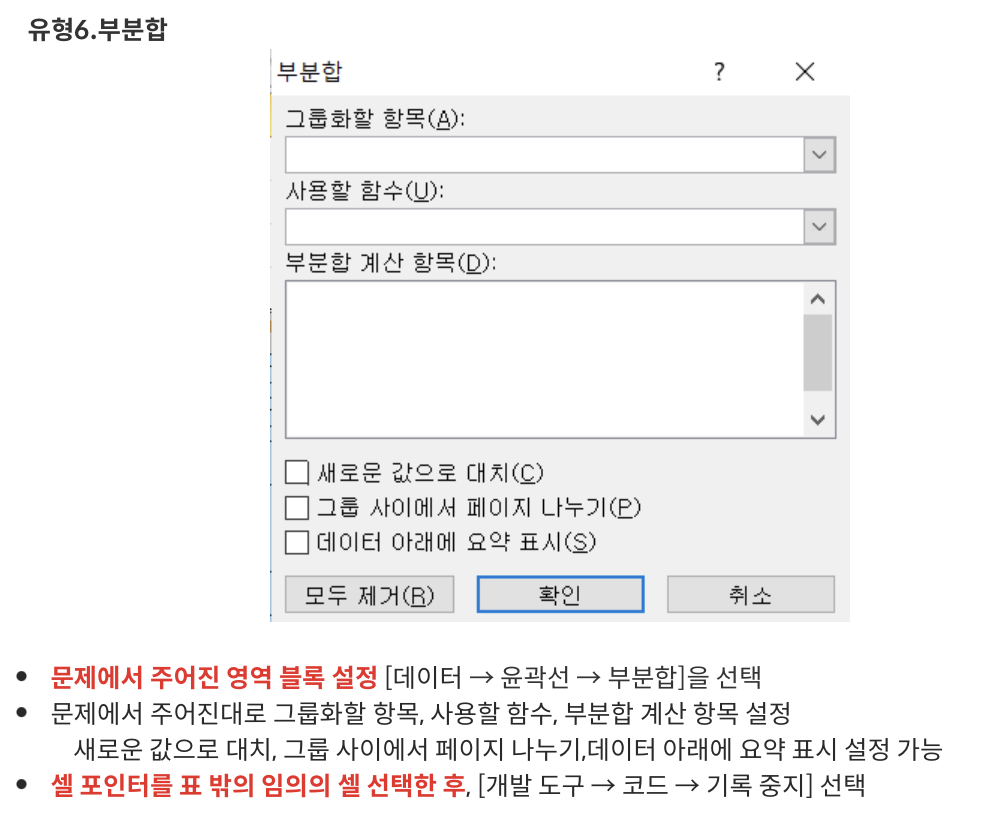 유형6.부분합
부분합 ? ×
그룹화할 항목(A):
사용할 함수(U):
부분합 계산 항목(D):
새로운 값으로 대치(C)
그룹 사이에서 페이지 나누기(P)
데이터 아래에 요약 표시(S)
모두 제거(R) 확인 취소
• 문제에서 주어진 영역 블록 설정 [데이터 → 윤곽선 → 부분합]을 선택
• 문제에서 주어진대로 그룹화할 항목, 사용할 함수, 부분합 계산 항목 설정
새로운 값으로 대치, 그룹 사이에서 페이지 나누기,데이터 아래에 요약 표시 설정 가능
• 셀 포인터를 표 밖의 임의의 셀 선택한 후, [개발 도구 → 코드 → 기록 중지] 선택